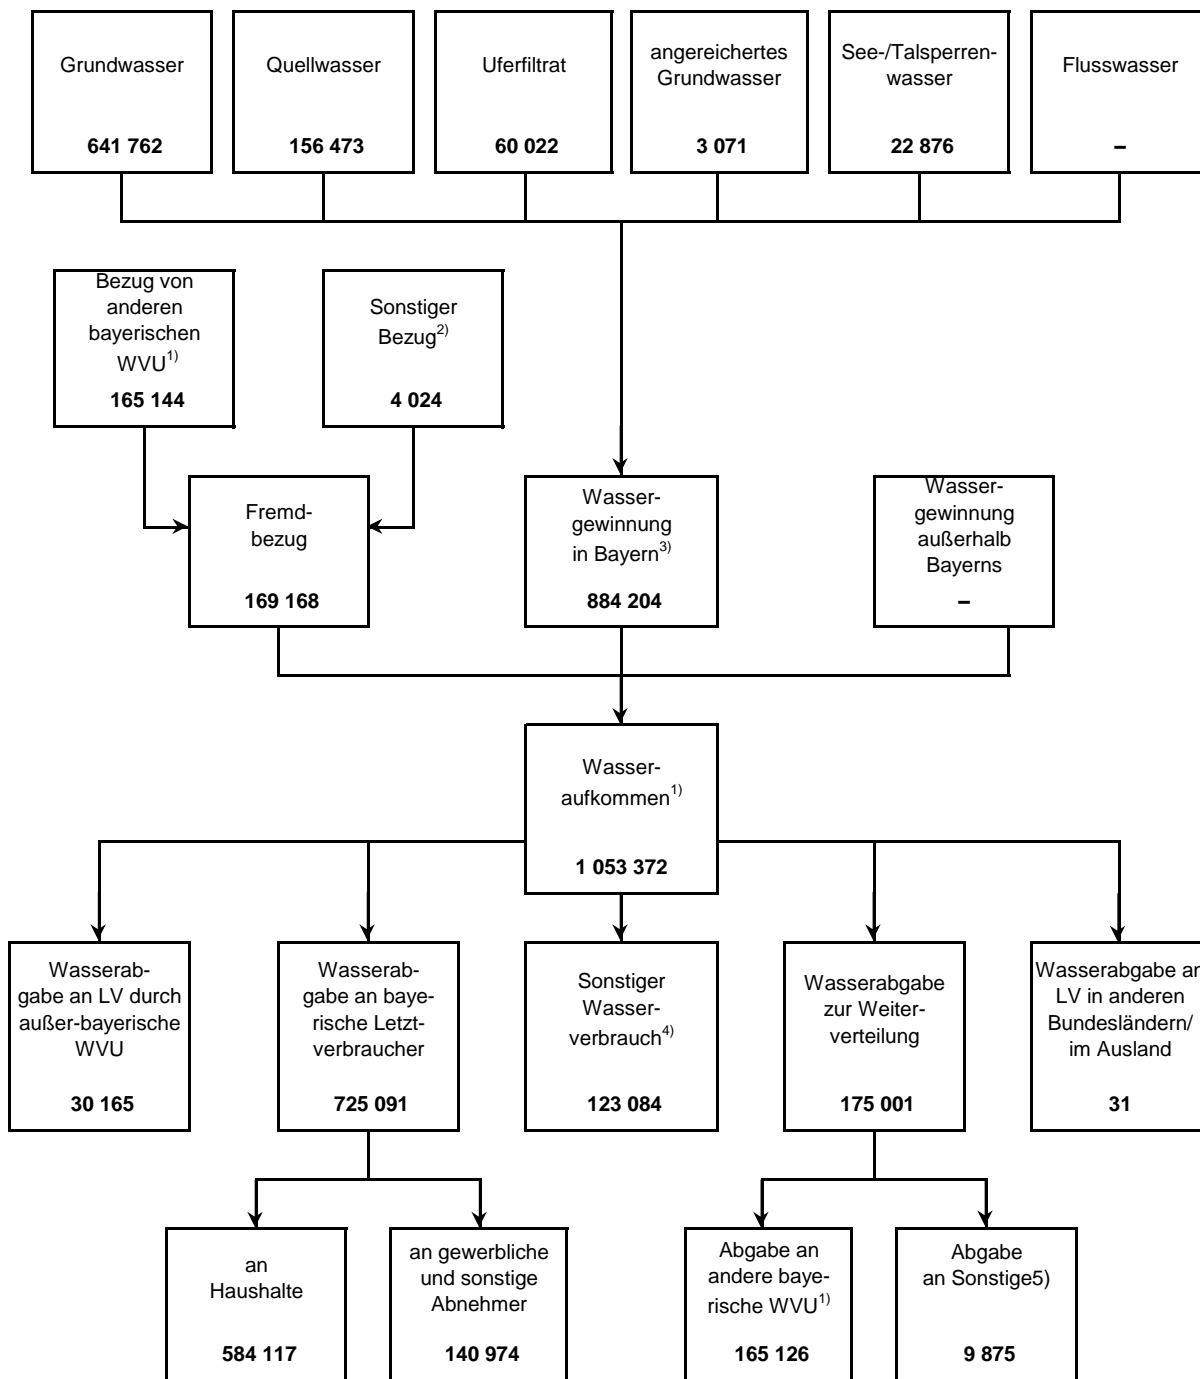 Grundwasser
641 762
Quellwasser
156 473
Uferfiltrat
60 022
angereichertes
Grundwasser
3 071
See-/Talsperren-
wasser
22 876
Flusswasser
–
Bezug von
anderen
bayerischen
WVU1)
165 144
Sonstiger
Bezug2)
4 024
Fremd-
bezug
169 168
Wasser-
gewinnung
in Bayern3)
884 204
Wasser-
gewinnung
außerhalb
Bayerns
–
Wasser-
aufkommen1)
1 053 372
Wasserab-
gabe an LV durch
außer-bayerische
WVU
30 165
Wasserab-
gabe an baye-
rische Letzt-
verbraucher
725 091
Sonstiger
Wasser-
verbrauch4)
123 084
Wasserabgabe
zur Weiter-
verteilung
175 001
Wasserabgabe an
LV in anderen
Bundesländern/
im Ausland
31
an
Haushalte
584 117
an gewerbliche
und sonstige
Abnehmer
140 974
Abgabe an
andere baye-
rische WVU1)
165 126
Abgabe
an Sonstige5)
9 875